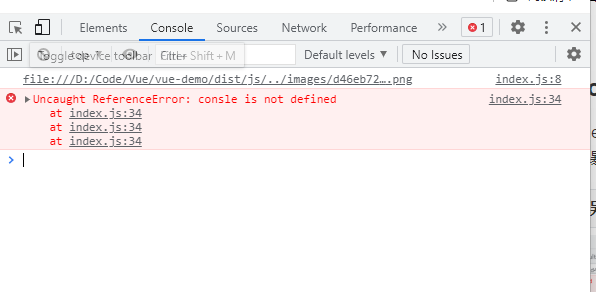 Elements Console Sources Network Performance » 1
Toggle device toolbar Ctrl + Shift + M
top Filter Default levels ▼ No Issues
file:///D:/Code/Vue/vue-demo/dist/js/../images/d46eb72….png index.js:8
Uncaught ReferenceError: consle is not defined index.js:34
at index.js:34
at index.js:34
at index.js:34
>